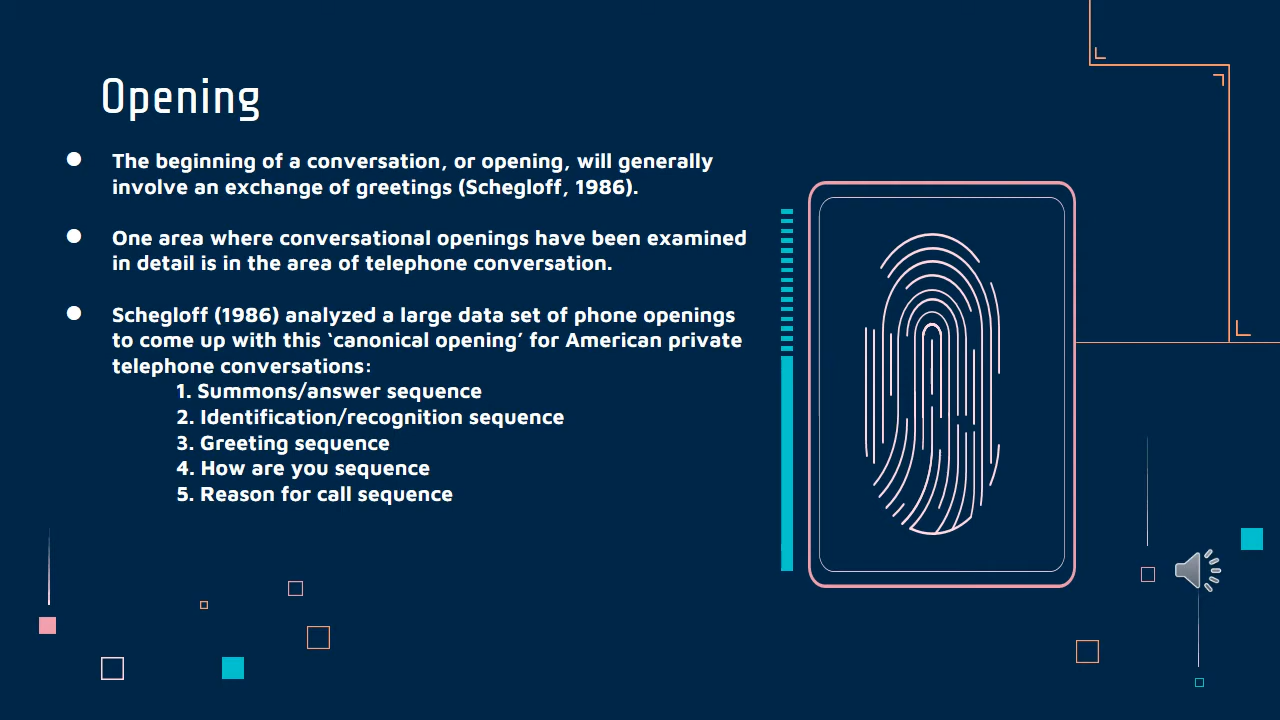 Opening
● The beginning of a conversation, or opening, will generally
involve an exchange of greetings (Schegloff, 1986).
● One area where conversational openings have been examined
in detail is in the area of telephone conversation.
● Schegloff (1986) analyzed a large data set of phone openings
to come up with this ‘canonical opening’ for American private
telephone conversations:
1. Summons/answer sequence
2. Identification/recognition sequence
3. Greeting sequence
4. How are you sequence
5. Reason for call sequence